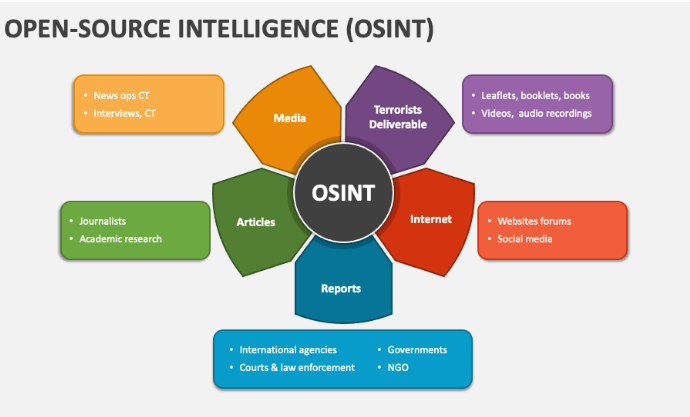 OPEN-SOURCE INTELLIGENCE (OSINT)
• News ops CT
• Interviews, CT
Media
Terrorists
Deliverable
• Leaflets, booklets, books
• Videos, audio recordings
OSINT
• Journalists
• Academic research
Articles
Internet
• Websites forums
• Social media
Reports
• International agencies
• Courts & law enforcement
• Governments
• NGO